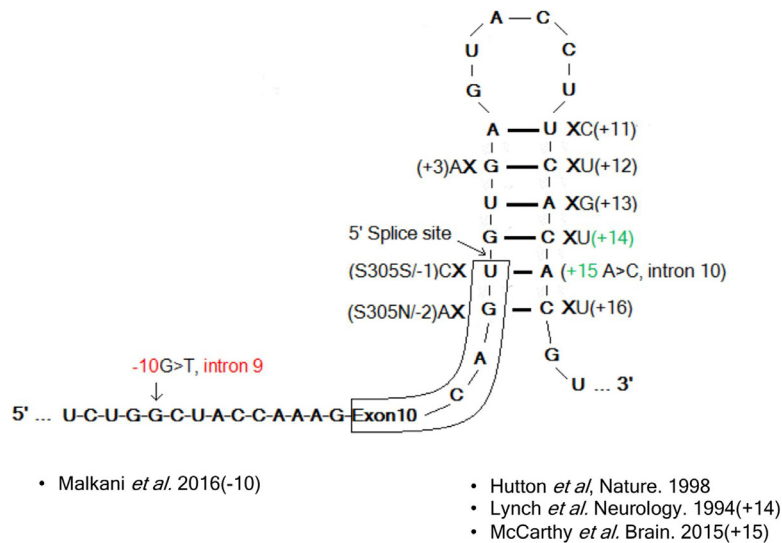 A – C
U C
G U
A — U XC(+11)
(+3)AX G — C XU(+12)
U — A XG(+13)
5' Splice site G — C XU(+14)
(S305S/-1)CX U – A (+15 A>C, intron 10)
(S305N/-2)AX G – C XU(+16)
A G
-10G>T, intron 9 U ... 3'
C
5' ... U-C-U-G-G-C-U-A-C-C-A-A-A-G-Exon10
• Malkani et al. 2016(-10)
• Hutton et al, Nature. 1998
• Lynch et al. Neurology. 1994(+14)
• McCarthy et al. Brain. 2015(+15)